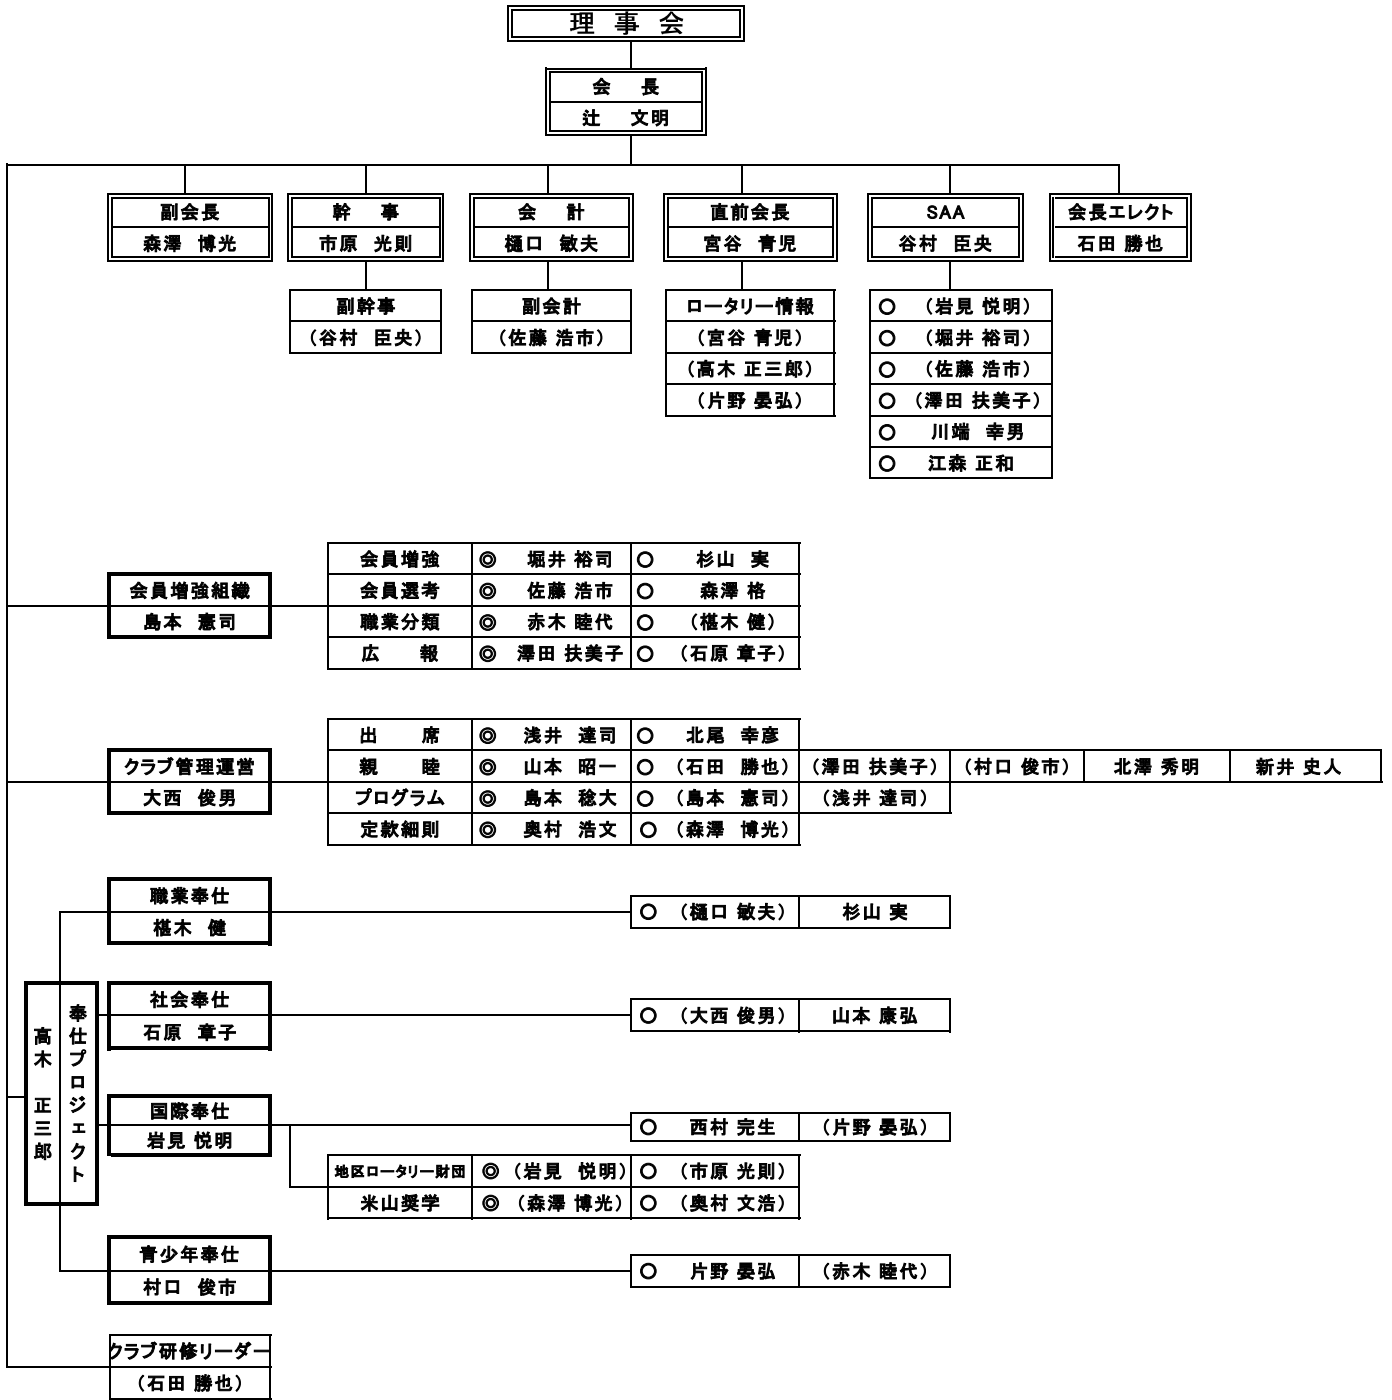 理 事 会
会 長
辻 文明
副会長
森澤 博光
幹 事
市原 光則
会 計
樋口 敏夫
直前会長
宮谷 青児
SAA
谷村 臣央
会長エレクト
石田 勝也
副幹事
（谷村 臣央）
副会計
（佐藤 浩市）
ロータリー情報
（宮谷 青児）
（高木 正三郎）
（片野 晏弘）
○ （岩見 悦明）
○ （堀井 裕司）
○ （佐藤 浩市）
○ （澤田 扶美子）
○ 川端 幸男
○ 江森 正和
会員増強組織
島本 憲司
会員増強 ◎ 堀井 裕司 ○ 杉山 実
会員選考 ◎ 佐藤 浩市 ○ 森澤 格
職業分類 ◎ 赤木 睦代 ○ （椹木 健）
広 報 ◎ 澤田 扶美子 ○ （石原 章子）
クラブ管理運営
大西 俊男
出 席 ◎ 浅井 達司 ○ 北尾 幸彦
親 睦 ◎ 山本 昭一 ○ （石田 勝也） （澤田 扶美子） （村口 俊市） 北澤 秀明 新井 史人
プログラム ◎ 島本 稔大 ○ （島本 憲司） （浅井 達司）
定款細則 ◎ 奥村 浩文 ○ （森澤 博光）
奉仕プロジェクト
高木 正三郎
職業奉仕
椹木 健
○ （樋口 敏夫） 杉山 実
社会奉仕
石原 章子
○ （大西 俊男） 山本 康弘
国際奉仕
岩見 悦明
○ 西村 完生 （片野 晏弘）
地区ロータリー財団 ◎ （岩見 悦明） ○ （市原 光則）
米山奨学 ◎ （森澤 博光） ○ （奥村 文浩）
青少年奉仕
村口 俊市
○ 片野 晏弘 （赤木 睦代）
クラブ研修リーダー
（石田 勝也）